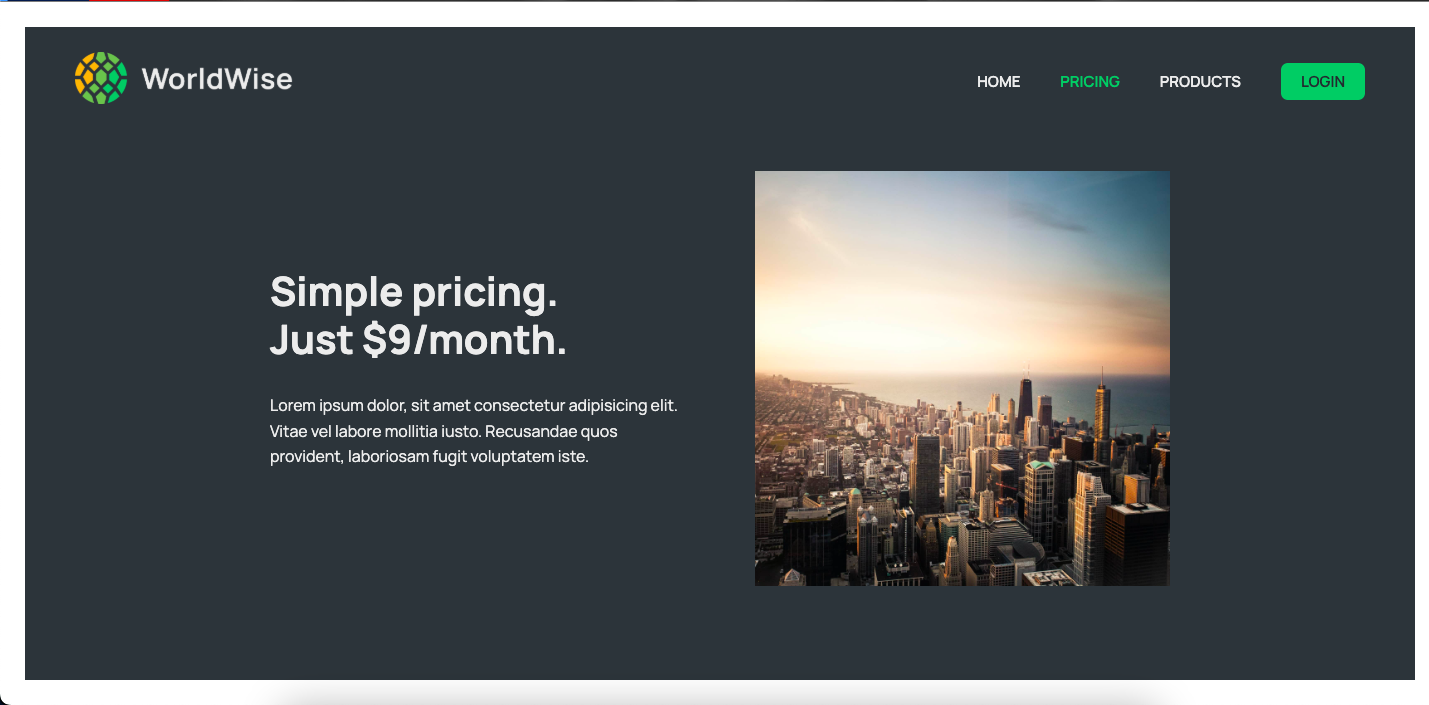 WorldWise
HOME
PRICING
PRODUCTS
LOGIN
Simple pricing.
Just $9/month.
Lorem ipsum dolor, sit amet consectetur adipisicing elit.
Vitae vel labore mollitia iusto. Recusandae quos
provident, laboriosam fugit voluptatem iste.